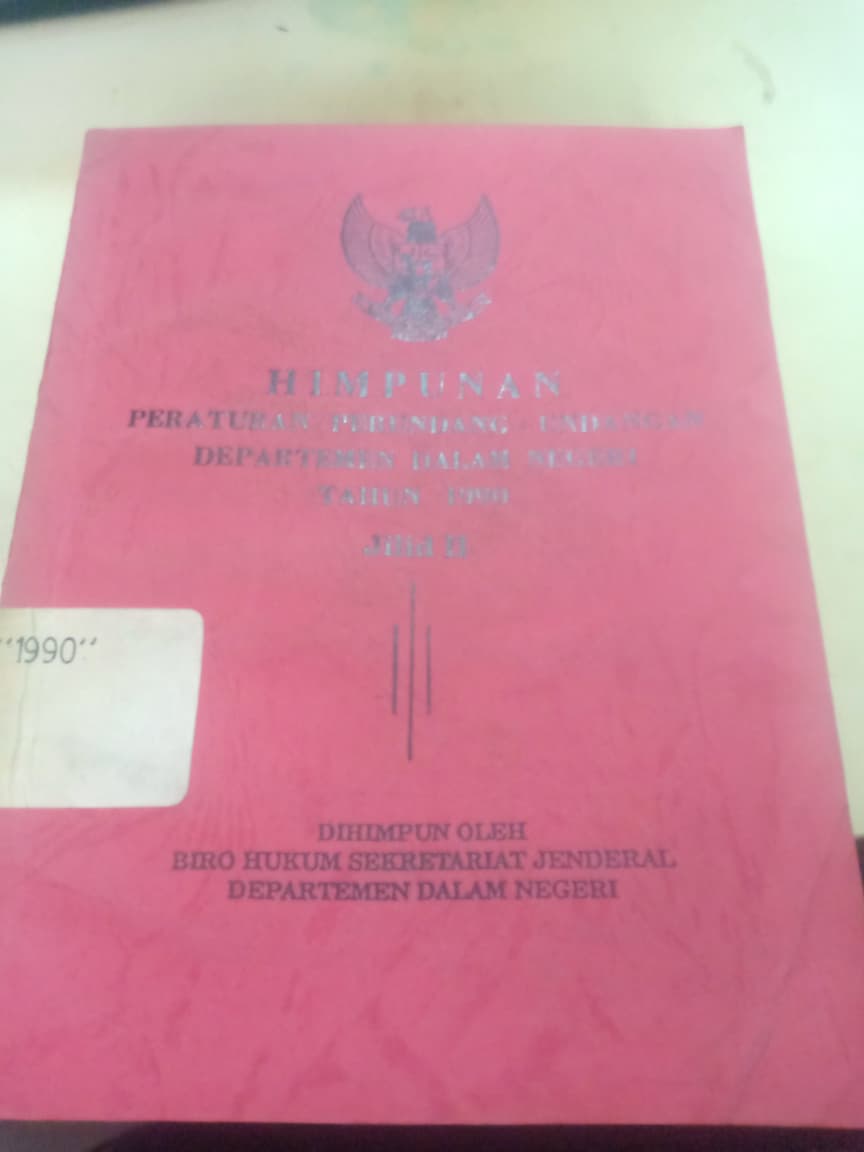 HIMPUNAN
PERATURAN PERUNDANG - UNDANGAN
DEPARTEMEN DALAM NEGERI
TAHUN 1990
Jilid II
"1990"
DIHIMPUN OLEH
BIRO HUKUM SEKRETARIAT JENDERAL
DEPARTEMEN DALAM NEGERI